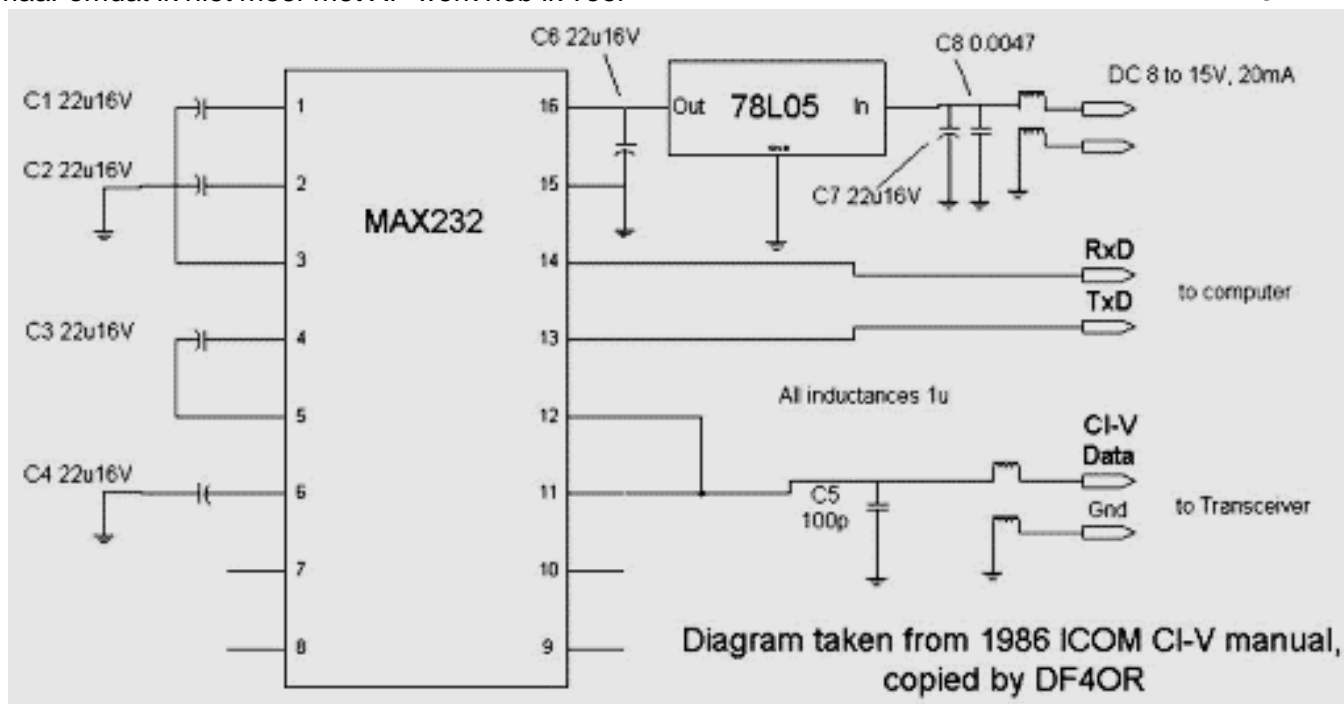 C6 22u16V
C8 0.0047
DC 8 to 15V, 20mA
C1 22u16V
1
16
Out 78L05 In
C2 22u16V
2
15
C7 22u16V
MAX232
3
14
RxD
to computer
TxD
C3 22u16V
4
13
All inductances 1u
5
12
CI-V
Data
C4 22u16V
6
11
C5
100p
Gnd
to Transceiver
7
10
8
9
Diagram taken from 1986 ICOM CI-V manual,
copied by DF4OR